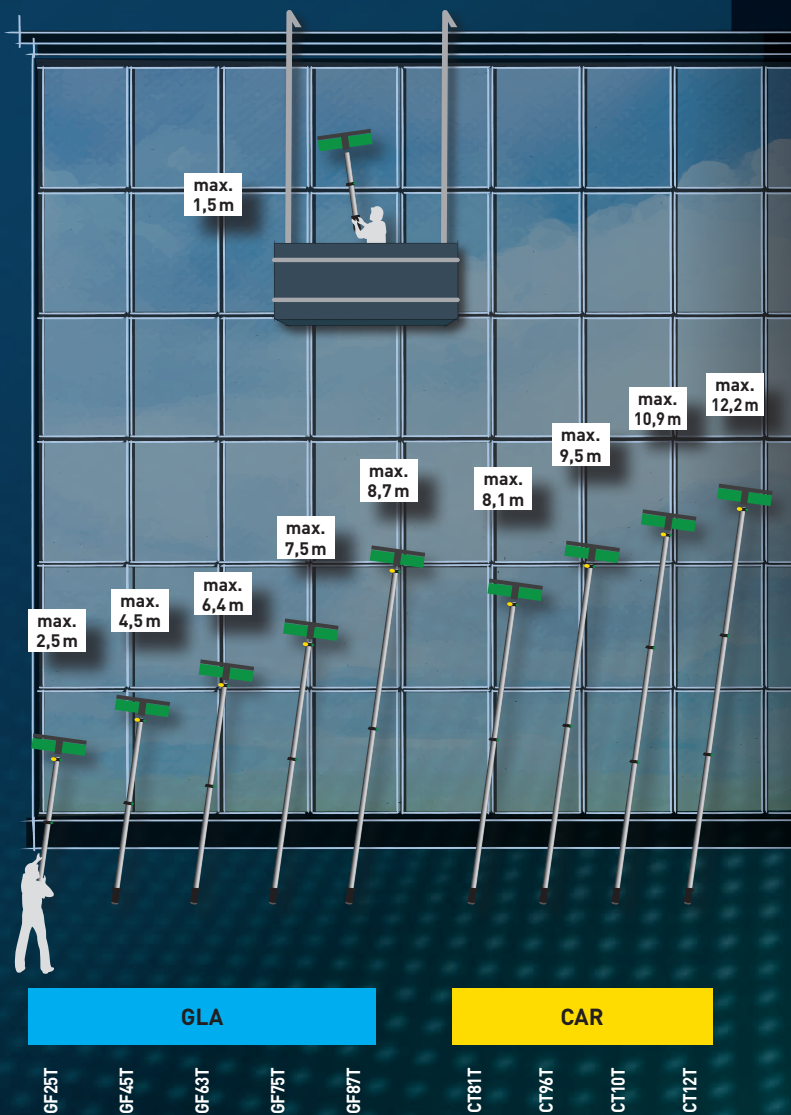 max.
1,5 m
max.
12,2 m
max.
10,9 m
max.
9,5 m
max.
8,7 m
max.
8,1 m
max.
7,5 m
max.
6,4 m
max.
4,5 m
max.
2,5 m
GLA
CAR
GF25T
GF45T
GF63T
GF75T
GF87T
CT81T
CT96T
CT10T
CT12T